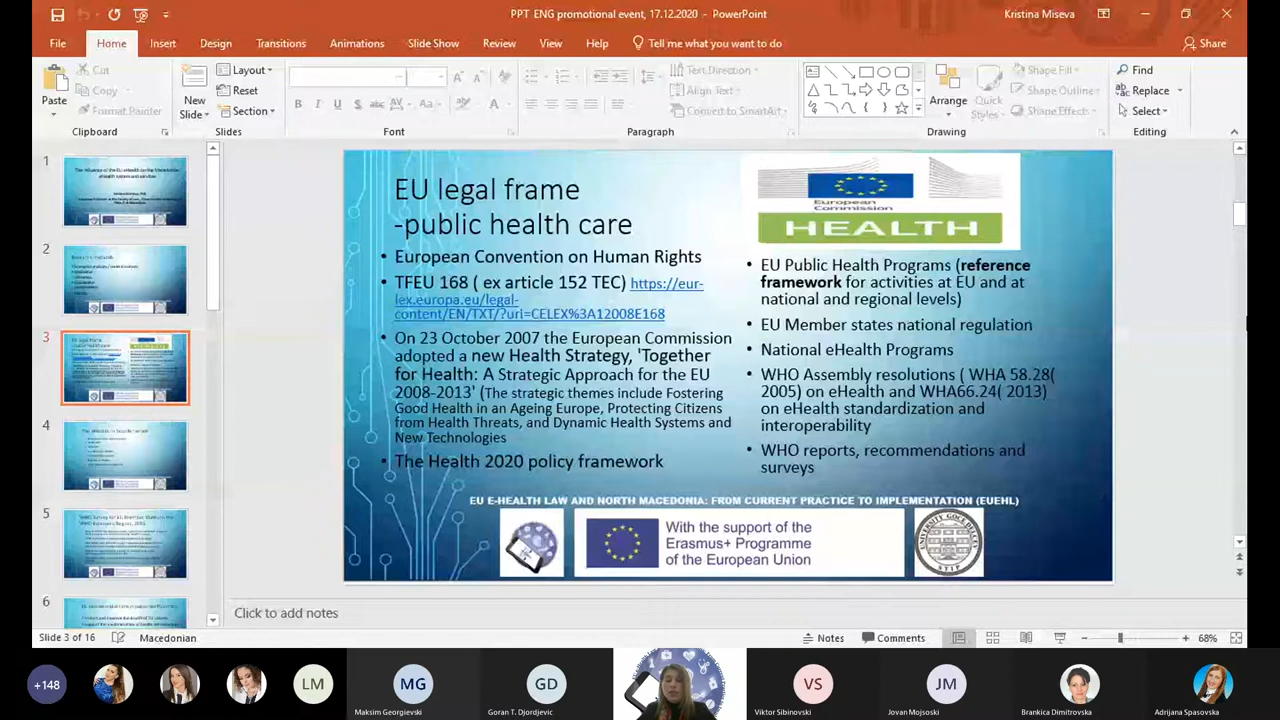 PPT ENG promotional event, 17.12.2020 - PowerPoint
Kristina Miseva
File Home Insert Design Transitions Animations Slide Show Review View Help Tell me what you want to do Share
Paste
Cut
Copy
Format Painter
Clipboard
New
Slide
Layout
Reset
Section
Slides
Font
Text Direction
Align Text
Convert to SmartArt
Paragraph
Arrange
Quick
Styles
Shape Fill
Shape Outline
Shape Effects
Drawing
Find
Replace
Select
Editing
1
2
3
4
5
6
EU legal frame
-public health care
• European Convention on Human Rights
• TFEU 168 ( ex article 152 TEC) https://eur-
lex.europa.eu/legal-
content/EN/TXT/?uri=CELEX%3A12008E168
• On 23 October 2007 the European Commission
adopted a new Health Strategy, 'Together
for Health: A Strategic Approach for the EU
2008-2013' (The strategic themes include Fostering
Good Health in an Ageing Europe, Protecting Citizens
from Health Threats, and Dynamic Health Systems and
New Technologies
• The Health 2020 policy framework
European
Commission
HEALTH
• EU Public Health Programs (reference
framework for activities at EU and at
national and regional levels)
• EU Member states national regulation
• National eHealth Programs
• WHO Assembly resolutions ( WHA 58.28(
2005) on eHealth and WHA66.24( 2013)
on eHealth standardization and
interoperability
• WHO reports, recommendations and
surveys
EU E-HEALTH LAW AND NORTH MACEDONIA: FROM CURRENT PRACTICE TO IMPLEMENTATION (EUEHL)
With the support of the
Erasmus+ Programme
of the European Union
Click to add notes
Slide 3 of 16 Macedonian Notes Comments 68%
+148
LM
MG
GD
VS
JM
Maksim Georgievski
Goran T. Djordjevic
Viktor Sibinovski
Jovan Mojsoski
Brankica Dimitrovska
Adrijana Spasovska